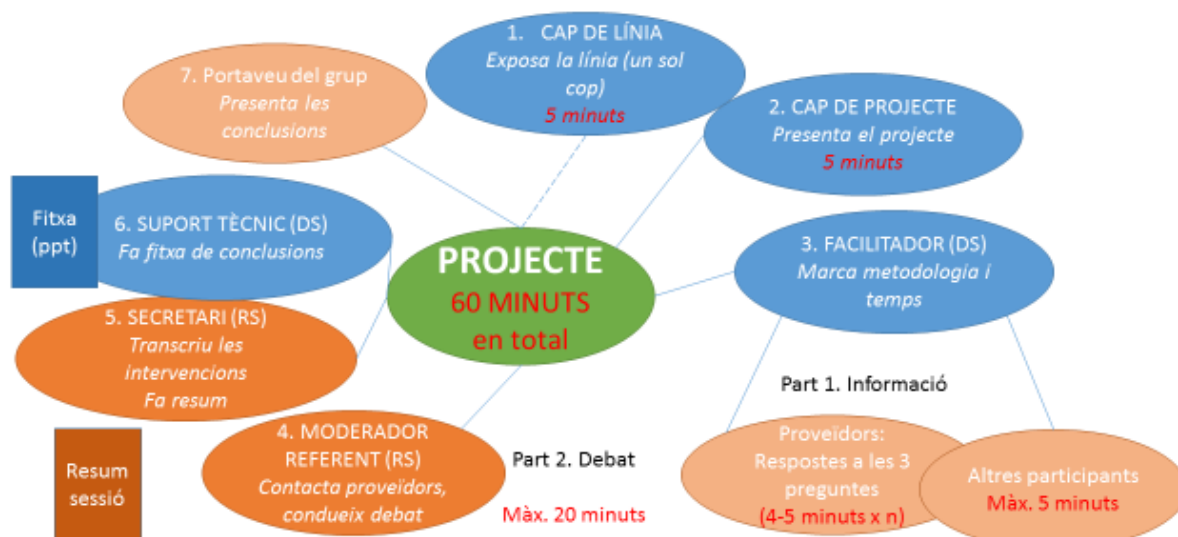 1. CAP DE LÍNIA
Exposa la línia (un sol
cop)
5 minuts
2. CAP DE PROJECTE
Presenta el projecte
5 minuts
3. FACILITADOR (DS)
Marca metodologia i
temps
Part 1. Informació
Proveïdors:
Respostes a les 3
preguntes
(4-5 minuts x n)
Altres participants
Màx. 5 minuts
4. MODERADOR
REFERENT (RS)
Contacta proveïdors,
condueix debat
Part 2. Debat
Màx. 20 minuts
5. SECRETARI (RS)
Transcriu les
intervencions
Fa resum
Resum
sessió
6. SUPORT TÈCNIC (DS)
Fa fitxa de conclusions
Fitxa
(ppt)
7. Portaveu del grup
Presenta les
conclusions
PROJECTE
60 MINUTS
en total